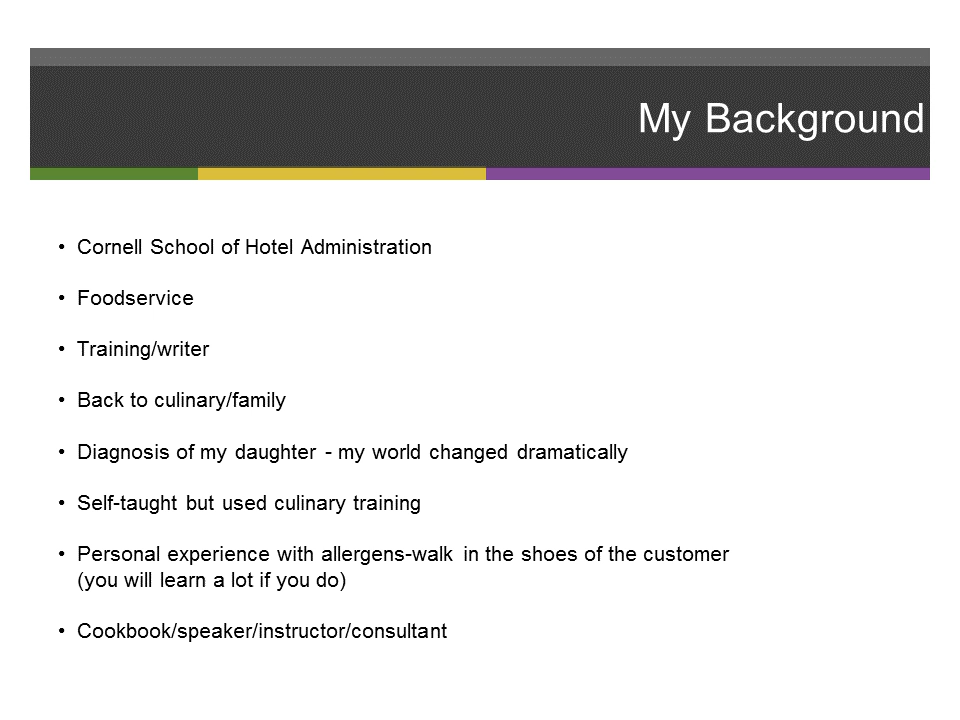 My Background
• Cornell School of Hotel Administration
• Foodservice
• Training/writer
• Back to culinary/family
• Diagnosis of my daughter - my world changed dramatically
• Self-taught but used culinary training
• Personal experience with allergens-walk in the shoes of the customer
(you will learn a lot if you do)
• Cookbook/speaker/instructor/consultant